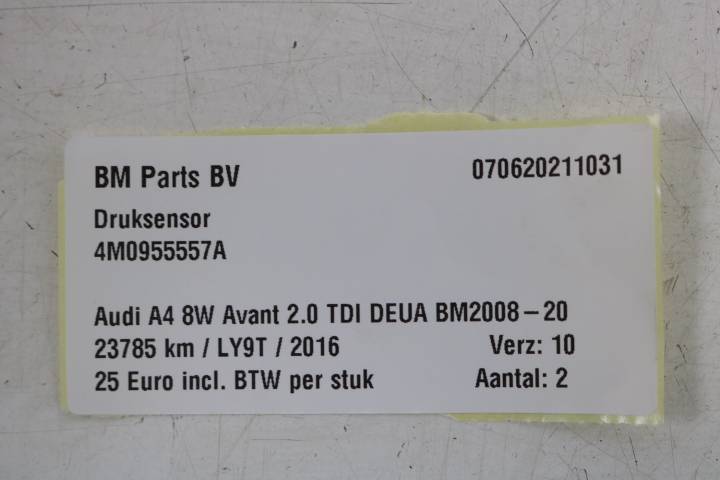 BM Parts BV 070620211031
Druksensor
4M0955557A
Audi A4 8W Avant 2.0 TDI DEUA BM2008-20
23785 km / LY9T / 2016 Verz: 10
25 Euro incl. BTW per stuk Aantal: 2